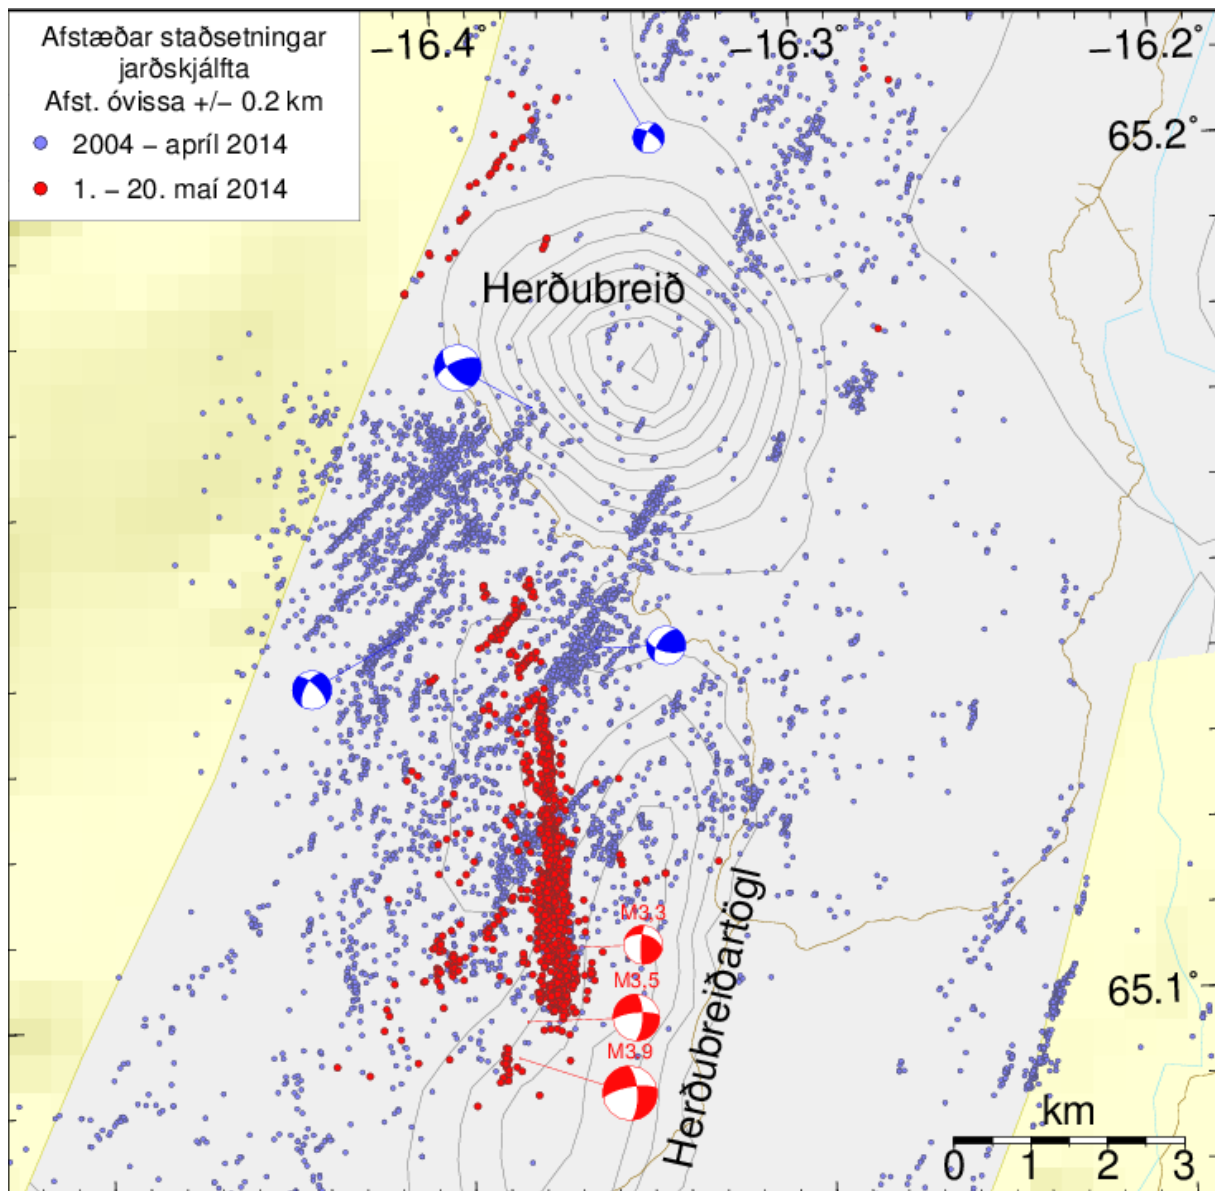 Afstæðar staðsetningar
jarðskjálfta
Afst. óvissa +/− 0.2 km
2004 − apríl 2014
1. − 20. maí 2014
−16.4°
−16.3°
−16.2°
65.2°
Herðubreið
M3.3
M3.5
M3.9
Herðubreiðartögl
65.1°
km
0 1 2 3